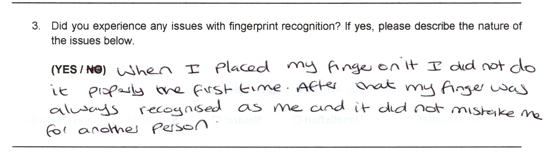 3. Did you experience any issues with fingerprint recognition? If yes, please describe the nature of
the issues below.
(YES / NO) When I placed my finger on it I did not do
it properly the first time. After that my finger was
always recognised as me and it did not mistake me
for another person.